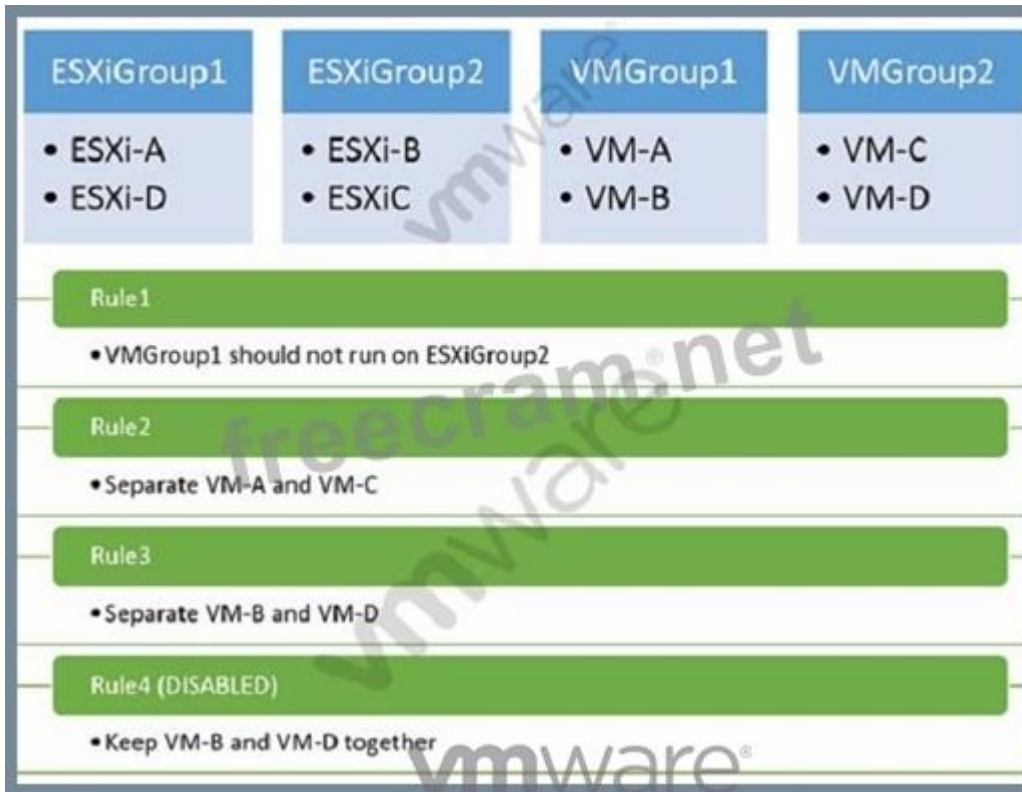 ESXiGroup1
• ESXi-A
• ESXi-D
ESXiGroup2
• ESXi-B
• ESXiC
VMGroup1
• VM-A
• VM-B
VMGroup2
• VM-C
• VM-D
Rule1
• VMGroup1 should not run on ESXiGroup2
Rule2
• Separate VM-A and VM-C
Rule3
• Separate VM-B and VM-D
Rule4 (DISABLED)
• Keep VM-B and VM-D together
vmware®
freecram.net
vmware®
vmware®